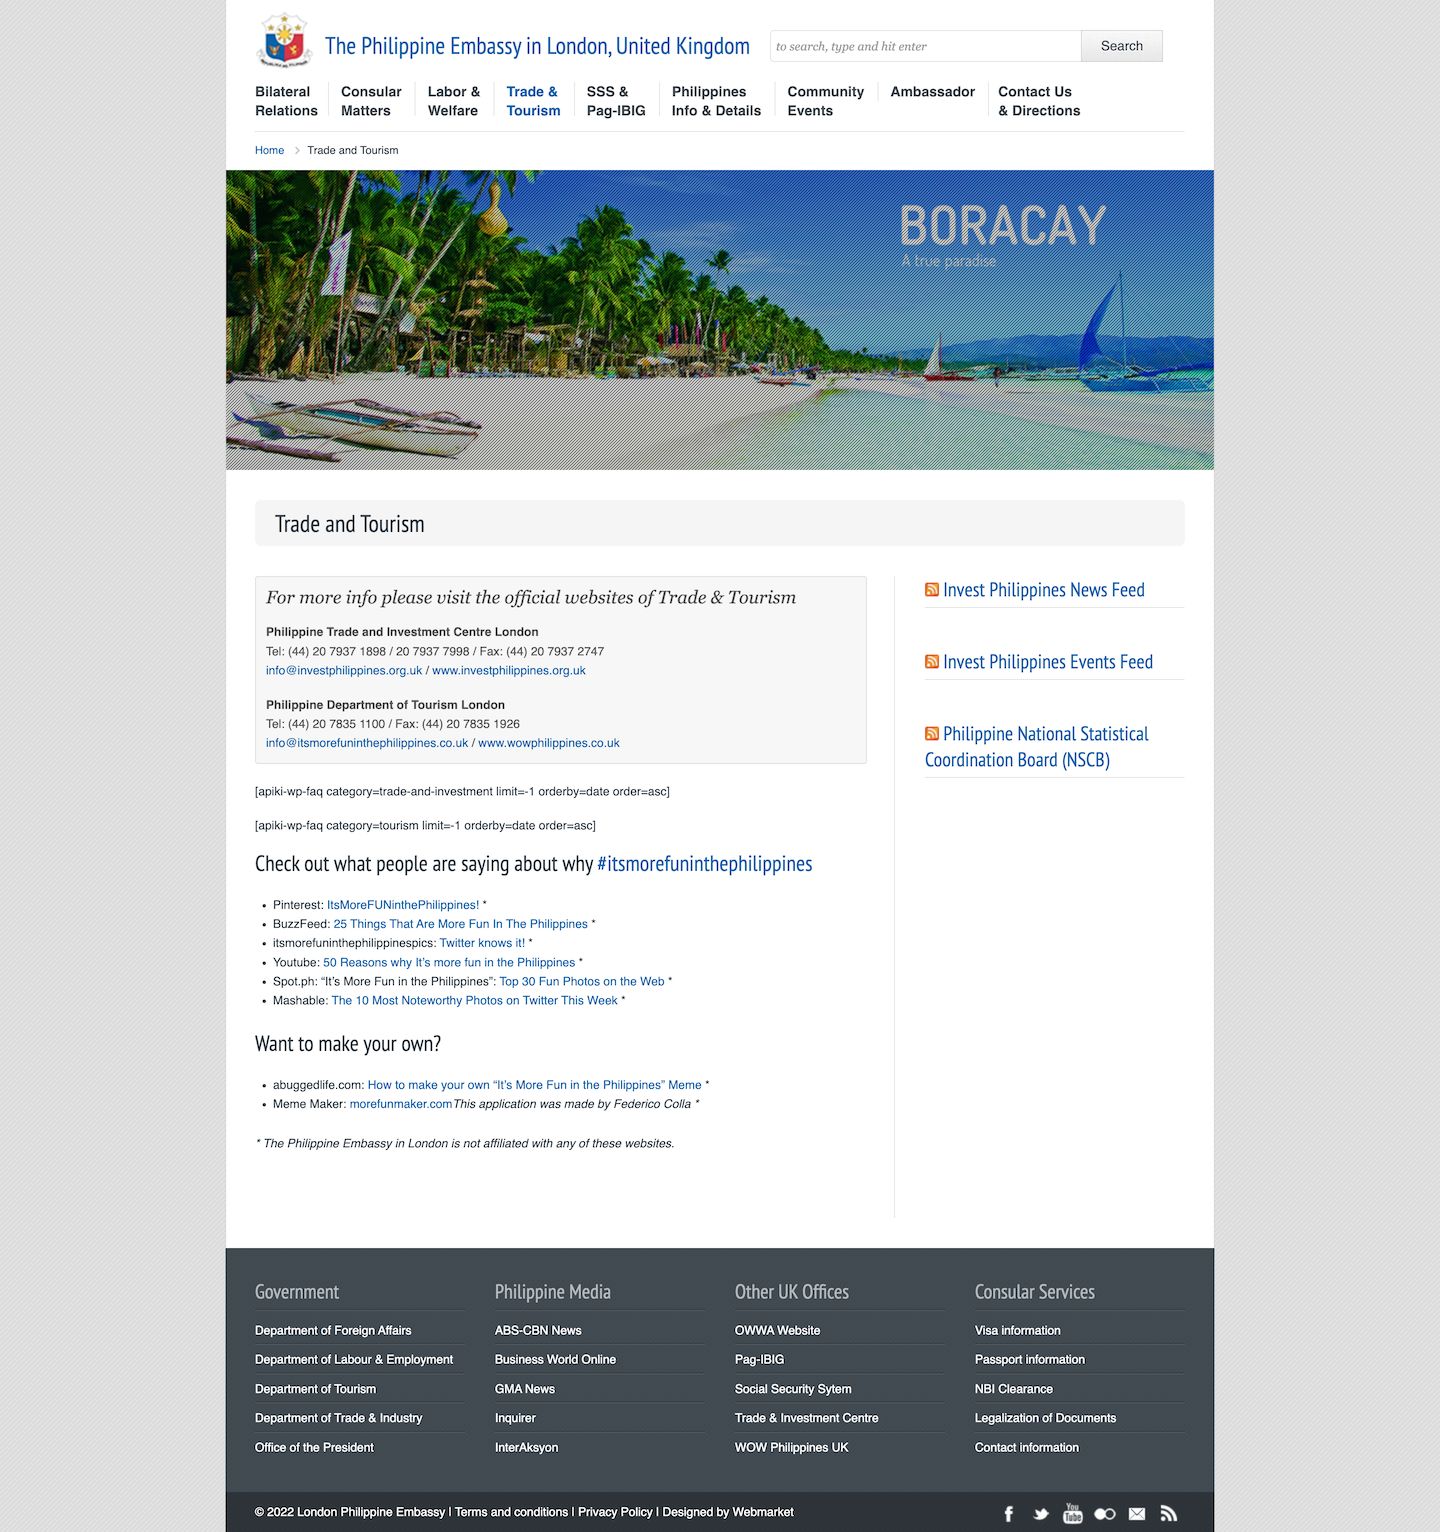 The Philippine Embassy in London, United Kingdom
to search, type and hit enter
Search
Bilateral Relations
Consular Matters
Labor & Welfare
Trade & Tourism
SSS & Pag-IBIG
Philippines Info & Details
Community Events
Ambassador
Contact Us & Directions
Home > Trade and Tourism
BORACAY
A true paradise
Trade and Tourism
For more info please visit the official websites of Trade & Tourism
Philippine Trade and Investment Centre London
Tel: (44) 20 7937 1898 / 20 7937 7998 / Fax: (44) 20 7937 2747
info@investphilippines.org.uk / www.investphilippines.org.uk
Philippine Department of Tourism London
Tel: (44) 20 7835 1100 / Fax: (44) 20 7835 1926
info@itsmorefuninthephilippines.co.uk / www.wowphilippines.co.uk
[apiki-wp-faq category=trade-and-investment limit=-1 orderby=date order=asc]
[apiki-wp-faq category=tourism limit=-1 orderby=date order=asc]
Check out what people are saying about why #itsmorefuninthephilippines
• Pinterest: ItsMoreFUNinthePhilippines! *
• BuzzFeed: 25 Things That Are More Fun In The Philippines *
• itsmorefuninthephilippinespics: Twitter knows it! *
• Youtube: 50 Reasons why It’s more fun in the Philippines *
• Spot.ph: “It’s More Fun in the Philippines”: Top 30 Fun Photos on the Web *
• Mashable: The 10 Most Noteworthy Photos on Twitter This Week *
Want to make your own?
• abuggedlife.com: How to make your own “It’s More Fun in the Philippines” Meme *
• Meme Maker: morefunmaker.comThis application was made by Federico Colla *
* The Philippine Embassy in London is not affiliated with any of these websites.
Invest Philippines News Feed
Invest Philippines Events Feed
Philippine National Statistical
Coordination Board (NSCB)
Government
Department of Foreign Affairs
Department of Labour & Employment
Department of Tourism
Department of Trade & Industry
Office of the President
Philippine Media
ABS-CBN News
Business World Online
GMA News
Inquirer
InterAksyon
Other UK Offices
OWWA Website
Pag-IBIG
Social Security Sytem
Trade & Investment Centre
WOW Philippines UK
Consular Services
Visa information
Passport information
NBI Clearance
Legalization of Documents
Contact information
© 2022 London Philippine Embassy | Terms and conditions | Privacy Policy | Designed by Webmarket
You Tube